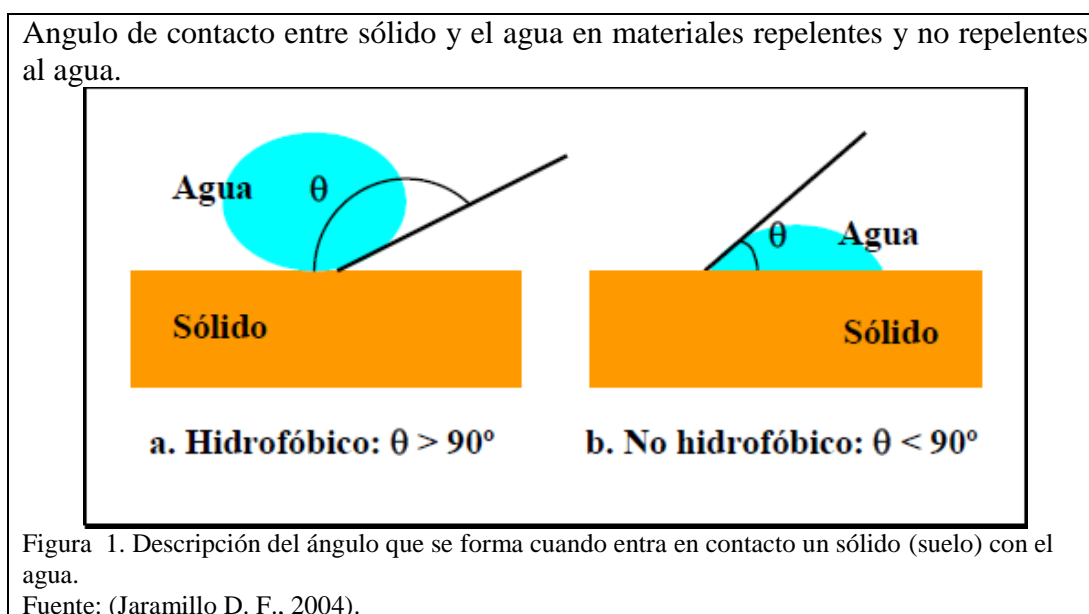 Angulo de contacto entre sólido y el agua en materiales repelentes y no repelentes
al agua.
Agua θ
Sólido
a. Hidrofóbico: θ > 90º
θ Agua
Sólido
b. No hidrofóbico: θ < 90º
Figura 1. Descripción del ángulo que se forma cuando entra en contacto un sólido (suelo) con el
agua.
Fuente: (Jaramillo D. F., 2004).